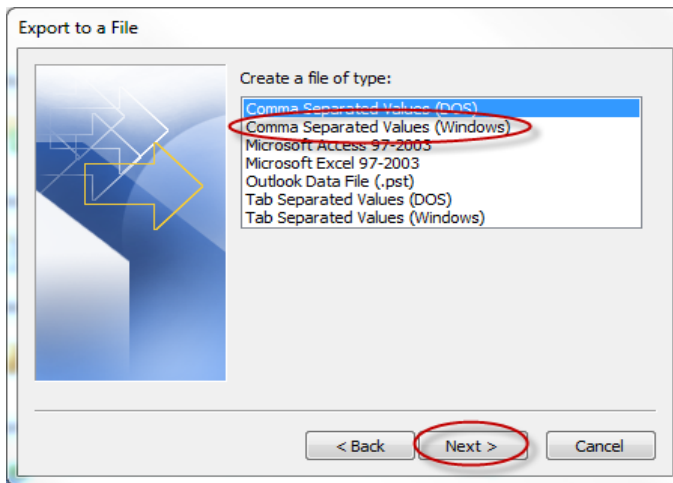 Export to a File
Create a file of type:
Comma Separated Values (DOS)
Comma Separated Values (Windows)
Microsoft Access 97-2003
Microsoft Excel 97-2003
Outlook Data File (.pst)
Tab Separated Values (DOS)
Tab Separated Values (Windows)
< Back Next > Cancel